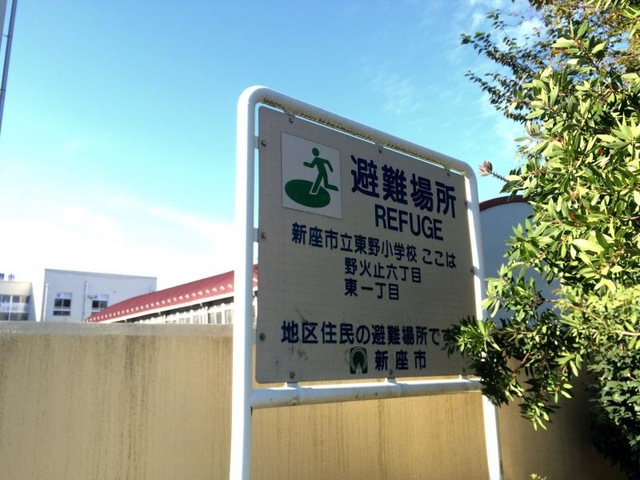 避難場所
REFUGE
新座市立東野小学校 ここは
野火止六丁目
東一丁目
地区住民の避難場所です
新座市